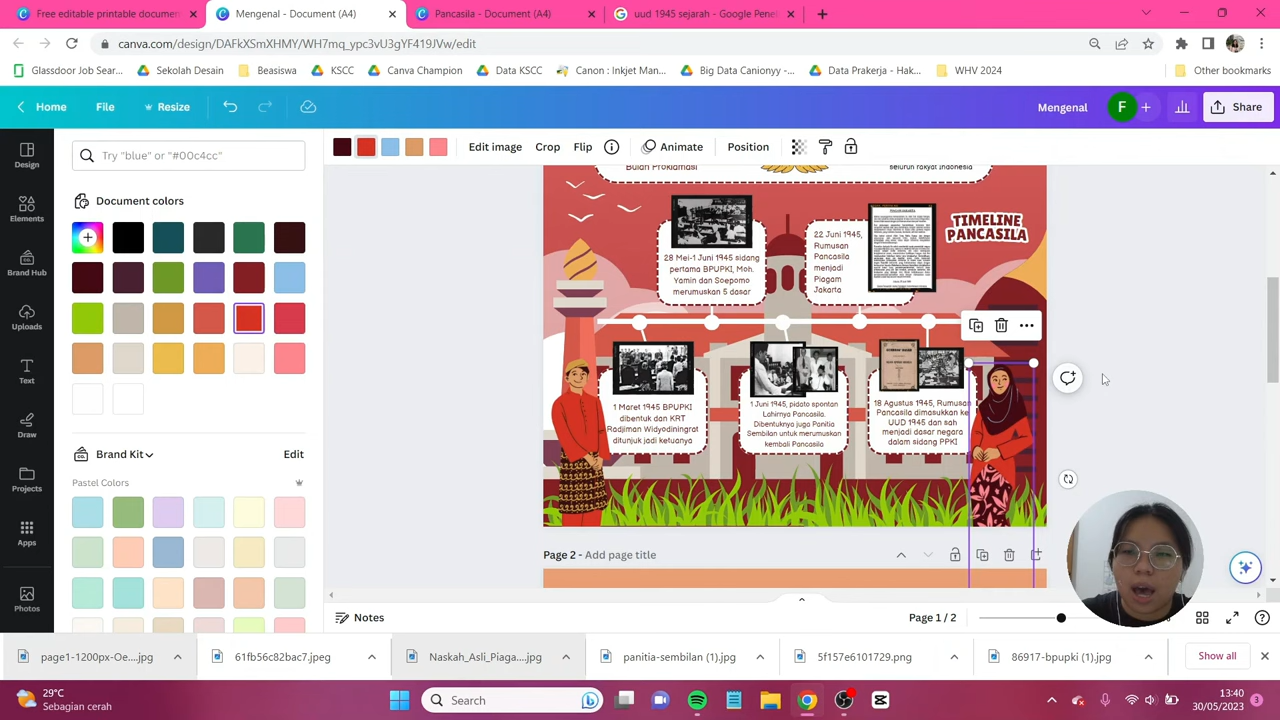 Free editable printable documen
Mengenal - Document (A4)
Pancasila - Document (A4)
uud 1945 sejarah - Google Penel
canva.com/design/DAFkXSmXHMY/WH7mq_ypc3vU3gYF419JVw/edit
Glassdoor Job Sear...
Sekolah Desain
Beasiswa
KSCC
Canva Champion
Data KSCC
Canon : Inkjet Man...
Big Data Canionyy -...
Data Prakerja - Hak...
WHV 2024
Other bookmarks
Home
File
Resize
Mengenal
F
Share
Design
Elements
Brand Hub
Uploads
Text
Draw
Projects
Apps
Photos
Try "blue" or "#00c4cc"
Document colors
Brand Kit
Edit
Pastel Colors
Edit image
Crop
Flip
Animate
Position
Bulan Proklamasi
seluruh rakyat Indonesia
TIMELINE
PANCASILA
28 Mei-1 Juni 1945 sidang
pertama BPUPKI, Moh.
Yamin dan Soepomo
merumuskan 5 dasar
22 Juni 1945,
Rumusan
Pancasila
menjadi
Piagam
Jakarta
1 Maret 1945 BPUPKI
dibentuk dan KRT
Radjiman Widyodiningrat
ditunjuk jadi ketuanya
1 Juni 1945, pidato spontan
Lahirnya Pancasila.
Dibentuknya juga Panitia
Sembilan untuk merumuskan
kembali Pancasila
18 Agustus 1945, Rumusan
Pancasila dimasukkan ke
UUD 1945 dan sah
menjadi dasar negara
dalam sidang PPKI
Page 2 - Add page title
Notes
Page 1 / 2
page1-1200px-Oe....jpg
61fb56c82bac7.jpeg
Naskah_Asli_Piaga....jpg
panitia-sembilan (1).jpg
5f157e6101729.png
86917-bpupki (1).jpg
Show all
29°C
Sebagian cerah
Search
13:40
30/05/2023
3